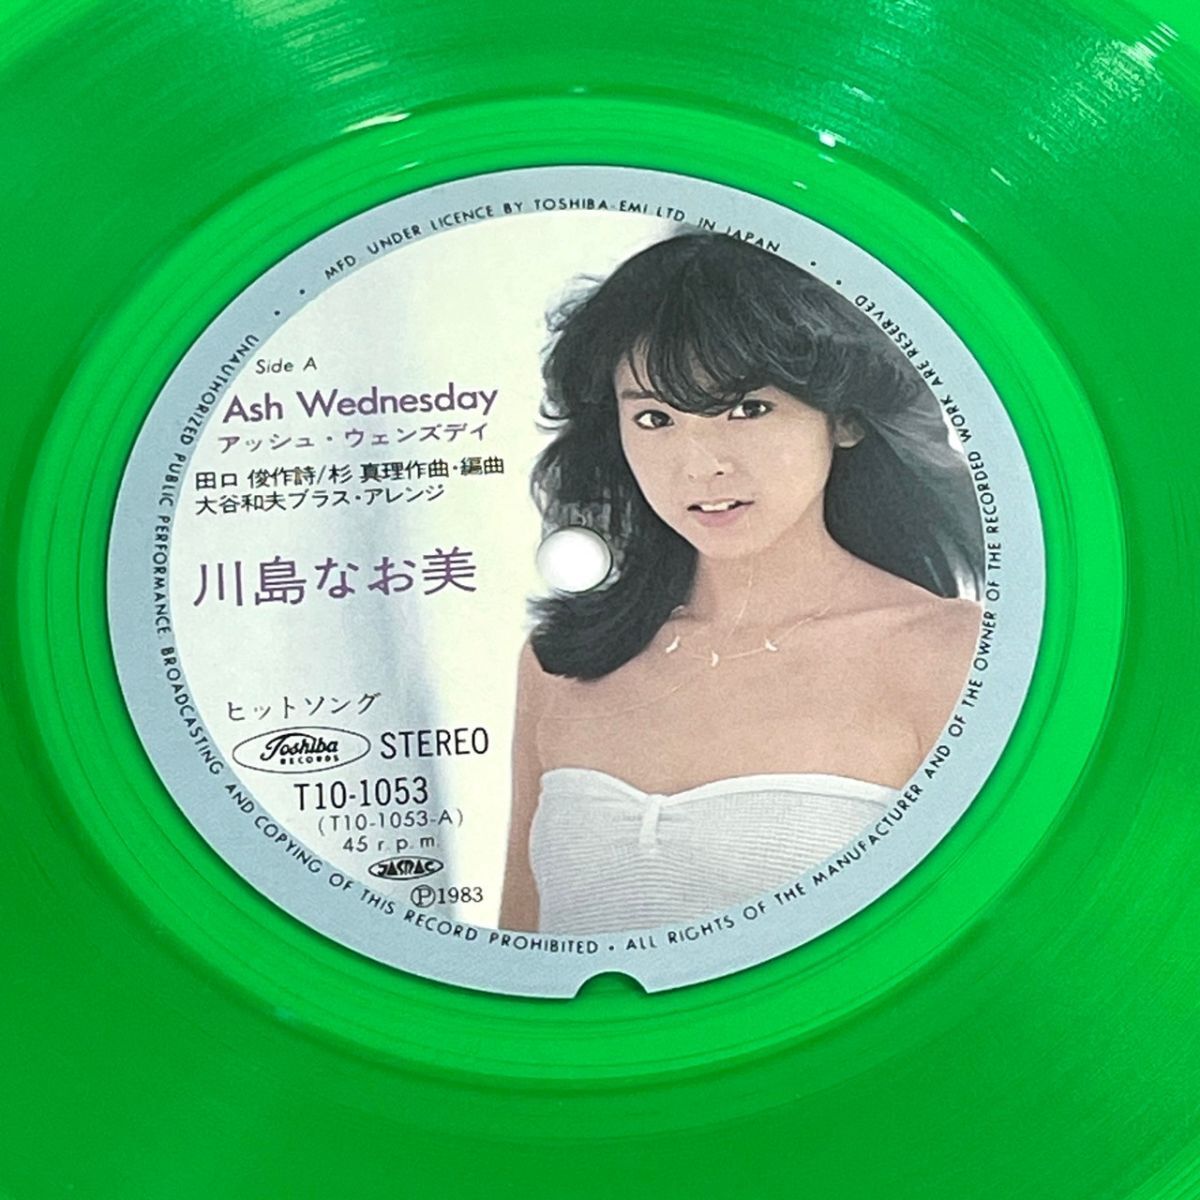 MFD. UNDER LICENCE BY TOSHIBA-EMI LTD. IN JAPAN
Side A
Ash Wednesday
アッシュ・ウェンズデイ
田口 俊作詩/杉 真理作曲・編曲
大谷和夫ブラス・アレンジ
川島なお美
ヒットソング
Toshiba
RECORDS
STEREO
T10-1053
(T10-1053-A)
45 r.p.m.
JASRAC
Ⓟ1983
UNAUTHORIZED PUBLIC PERFORMANCE. BROADCASTING AND COPYING OF THIS RECORD PROHIBITED • ALL RIGHTS OF THE MANUFACTURER AND OF THE OWNER OF THE RECORDED WORK ARE RESERVED